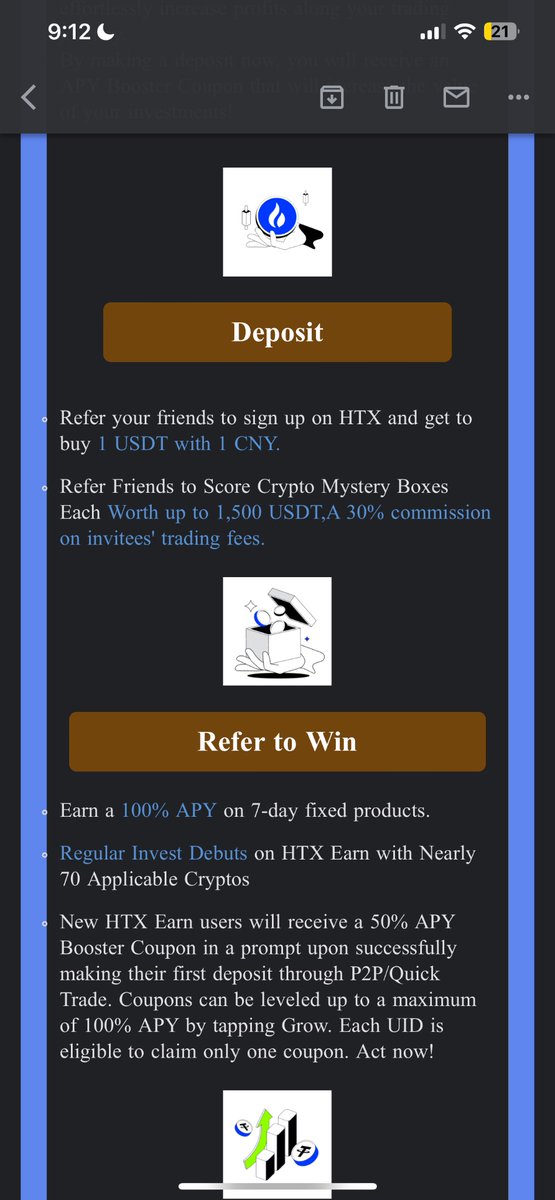 9:12
21
effortlessly increase profits along your trading
By making a deposit now, you will receive an
APY Booster Coupon that will increase the value
of your investments!
Deposit
Refer your friends to sign up on HTX and get to
buy 1 USDT with 1 CNY.
Refer Friends to Score Crypto Mystery Boxes
Each Worth up to 1,500 USDT,A 30% commission
on invitees' trading fees.
Refer to Win
Earn a 100% APY on 7-day fixed products.
Regular Invest Debuts on HTX Earn with Nearly
70 Applicable Cryptos
New HTX Earn users will receive a 50% APY
Booster Coupon in a prompt upon successfully
making their first deposit through P2P/Quick
Trade. Coupons can be leveled up to a maximum
of 100% APY by tapping Grow. Each UID is
eligible to claim only one coupon. Act now!